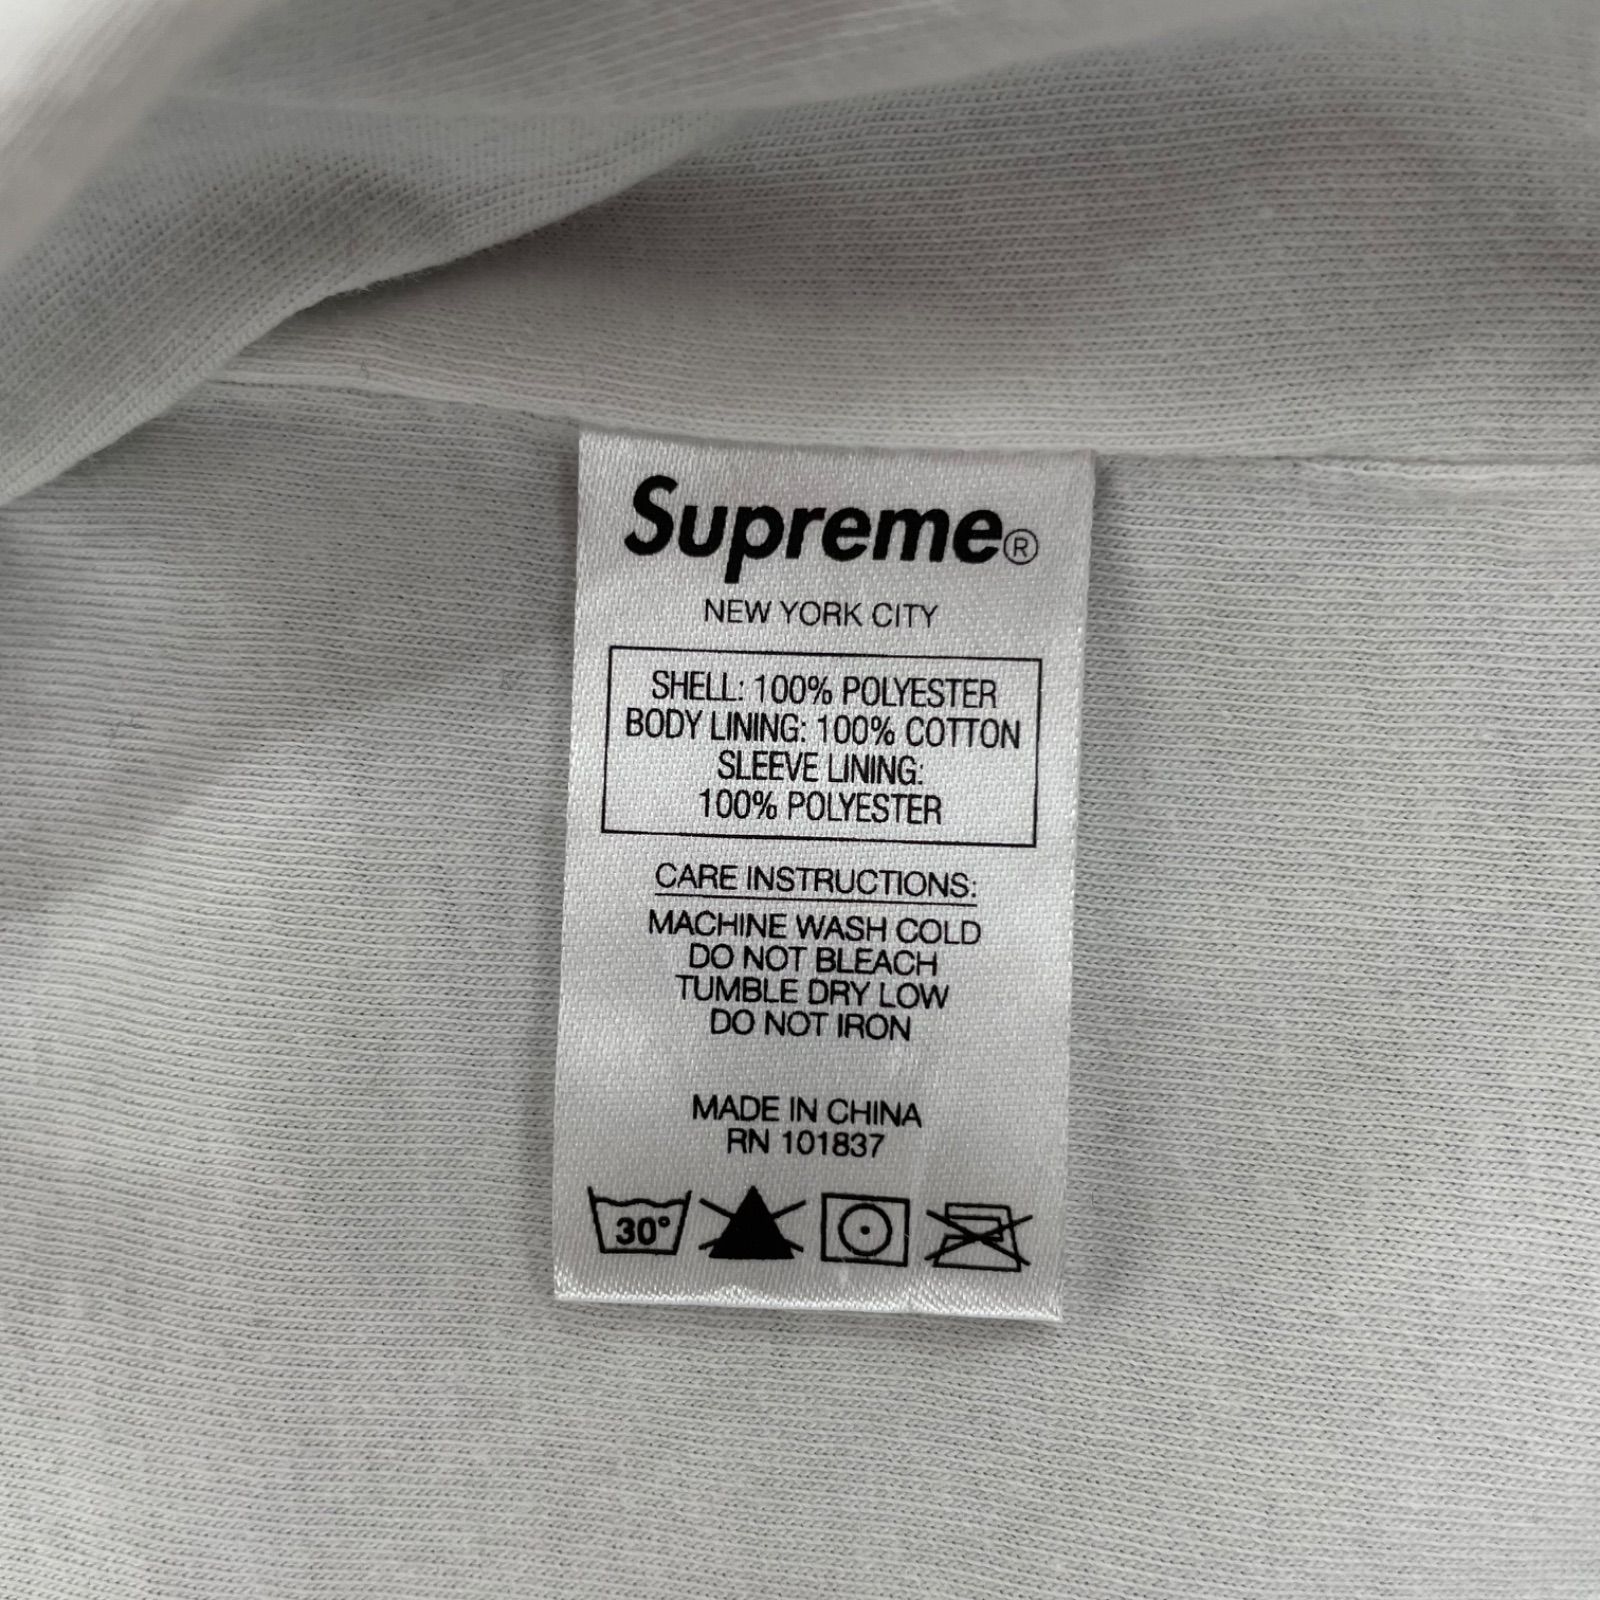 Supreme®
NEW YORK CITY
SHELL: 100% POLYESTER
BODY LINING: 100% COTTON
SLEEVE LINING:
100% POLYESTER
CARE INSTRUCTIONS:
MACHINE WASH COLD
DO NOT BLEACH
TUMBLE DRY LOW
DO NOT IRON
MADE IN CHINA
RN 101837
30°